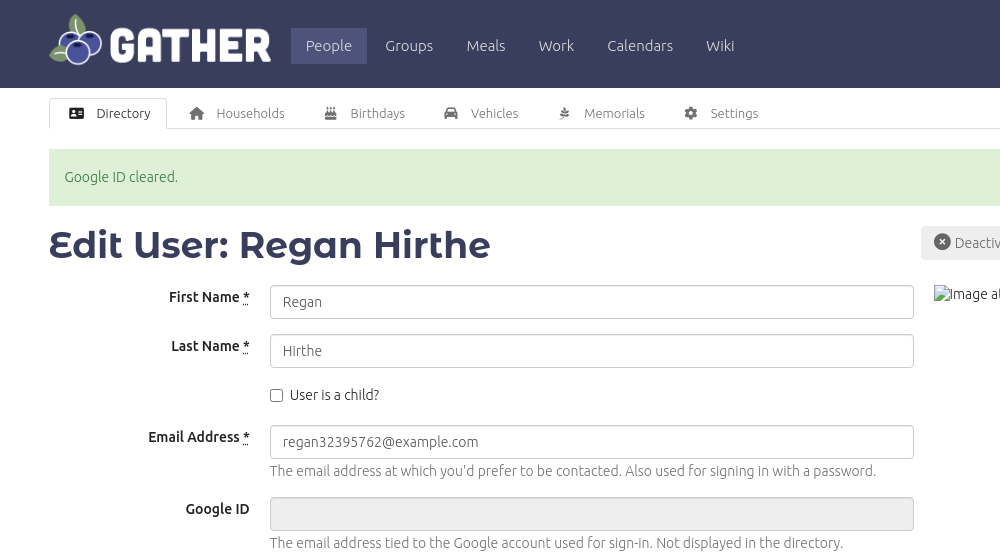 GATHER People Groups Meals Work Calendars Wiki
Directory Households Birthdays Vehicles Memorials Settings
Google ID cleared.
Edit User: Regan Hirthe
Deactiv
First Name * Regan
Image at
Last Name * Hirthe
User is a child?
Email Address * regan32395762@example.com
The email address at which you'd prefer to be contacted. Also used for signing in with a password.
Google ID
The email address tied to the Google account used for sign-in. Not displayed in the directory.